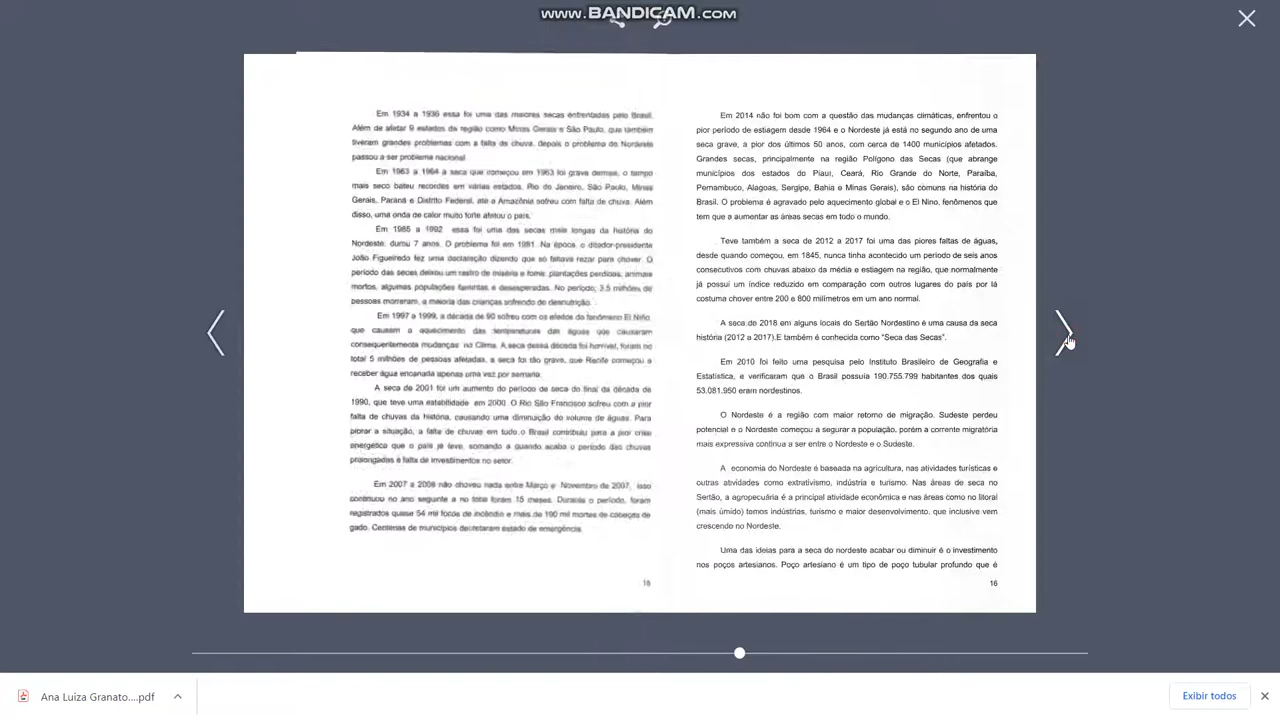 www.BANDICAM.com
Em 1934 a 1936 essa foi uma das maiores secas enfrentadas pelo Brasil.
Além de afetar 9 estados da região como Minas Gerais e São Paulo, que também
tiveram grandes problemas com a falta de chuva, depois o problema do Nordeste
passou a ser problema nacional
Em 1963 a 1964 a seca que começou em 1963 foi grave demais, o tempo
mais seco bateu recordes em várias estados, Rio do Janeiro, São Paulo, Minas
Gerais, Paraná e Distrito Federal, até a Amazônia sofreu com falta de chuva. Além
disso, uma onda de calor muito forte afetou o país.
Em 1985 a 1992 essa foi uma das secas mais longas da história do
Nordeste: durou 7 anos. O problema foi em 1981. Na época, o ditador-presidente
João Figueiredo fez uma declaração dizendo que só faltava rezar para chover. O
período das secas deixou um rastro de miséria e fome: plantações perdidas, animais
mortos, algumas populações famintas e desesperadas. No período, 3,5 milhões de
pessoas morreram, a maioria das crianças sofrendo de desnutrição.
Em 1997 a 1999, a década de 90 sofreu com os efeitos do fenômeno El Niño
que causam a aquecimento das temperaturas das águas que causaram
consequentemente mudanças no Clima. A seca dessa década foi horrível, foram no
total 5 milhões de pessoas afetadas, a seca foi tão grave, que Recife começou a
receber água encanada apenas uma vez por semana.
A seca de 2001 foi um aumento do período de seca do final da década de
1990, que teve uma estabilidade em 2000. O Rio São Francisco sofreu com a pior
falta de chuvas da história, causando uma diminuição do volume de águas. Para
piorar a situação, a falta de chuvas em tudo o Brasil contribuiu para a pior crise
energética que o país já teve, somando a quando acaba o período das chuvas
prolongadas e falta de investimentos no setor.
Em 2007 a 2008 não choveu nada entre Março e Novembro de 2007, isso
continuou no ano seguinte a no total foram 15 meses. Durante o período, foram
registrados quase 54 mil focos de incêndio e mais de 190 mil mortes de cabeças de
gado. Centenas de municípios decretaram estado de emergência.
Em 2014 não foi bom com a questão das mudanças climáticas, enfrentou o
pior período de estiagem desde 1964 e o Nordeste já está no segundo ano de uma
seca grave, a pior dos últimos 50 anos, com cerca de 1400 municípios afetados.
Grandes secas, principalmente na região Polígono das Secas (que abrange
municípios dos estados do Piaui, Ceará, Rio Grande do Norte, Paraíba,
Pernambuco, Alagoas, Sergipe, Bahia e Minas Gerais), são comuns na história do
Brasil. O problema é agravado pelo aquecimento global e o El Nino, fenômenos que
tem que a aumentar as áreas secas em todo o mundo.
Teve também a seca de 2012 a 2017 foi uma das piores faltas de águas,
desde quando começou, em 1845, nunca tinha acontecido um período de seis anos
consecutivos com chuvas abaixo da média e estiagem na região, que normalmente
já possui um índice reduzido em comparação com outros lugares do país por lá
costuma chover entre 200 e 800 milímetros em um ano normal.
A seca de 2018 em alguns locais do Sertão Nordestino é uma causa da seca
história (2012 a 2017).E também é conhecida como "Seca das Secas".
Em 2010 foi feito uma pesquisa pelo Instituto Brasileiro de Geografia e
Estatística, e verificaram que o Brasil possuía 190.755.799 habitantes dos quais
53.081.950 eram nordestinos.
O Nordeste é a região com maior retorno de migração. Sudeste perdeu
potencial e o Nordeste começou a segurar a população, porém a corrente migratória
mais expressiva continua a ser entre o Nordeste e o Sudeste.
A economia do Nordeste é baseada na agricultura, nas atividades turísticas e
outras atividades como extrativismo, indústria e turismo. Nas áreas de seca no
Sertão, a agropecuária é a principal atividade econômica e nas áreas como no litoral
(mais úmido) temos indústrias, turismo e maior desenvolvimento, que inclusive vem
crescendo no Nordeste.
Uma das ideias para a seca do nordeste acabar ou diminuir é o investimento
nos poços artesianos. Poço artesiano é um tipo de poço tubular profundo que é
16
Ana Luiza Granato....pdf
Exibir todos